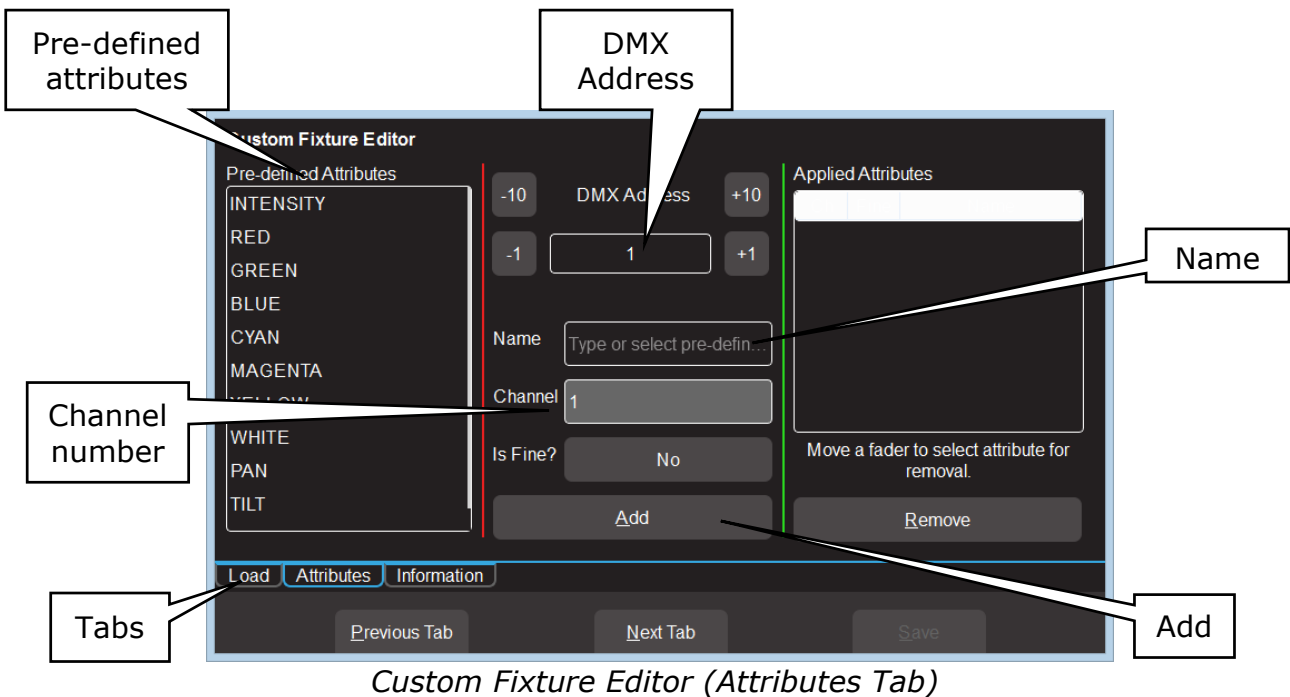 Pre-defined
attributes
DMX
Address
Custom Fixture Editor
Pre-defined Attributes
INTENSITY
RED
GREEN
BLUE
CYAN
MAGENTA
YELLOW
WHITE
PAN
TILT
-10
DMX Address
+10
-1
1
+1
Name
Type or select pre-defin...
Channel
1
Is Fine?
No
Add
Applied Attributes
Move a fader to select attribute for
removal.
Remove
Name
Channel
number
Load
Attributes
Information
Tabs
Add
Previous Tab
Next Tab
Save
Custom Fixture Editor (Attributes Tab)